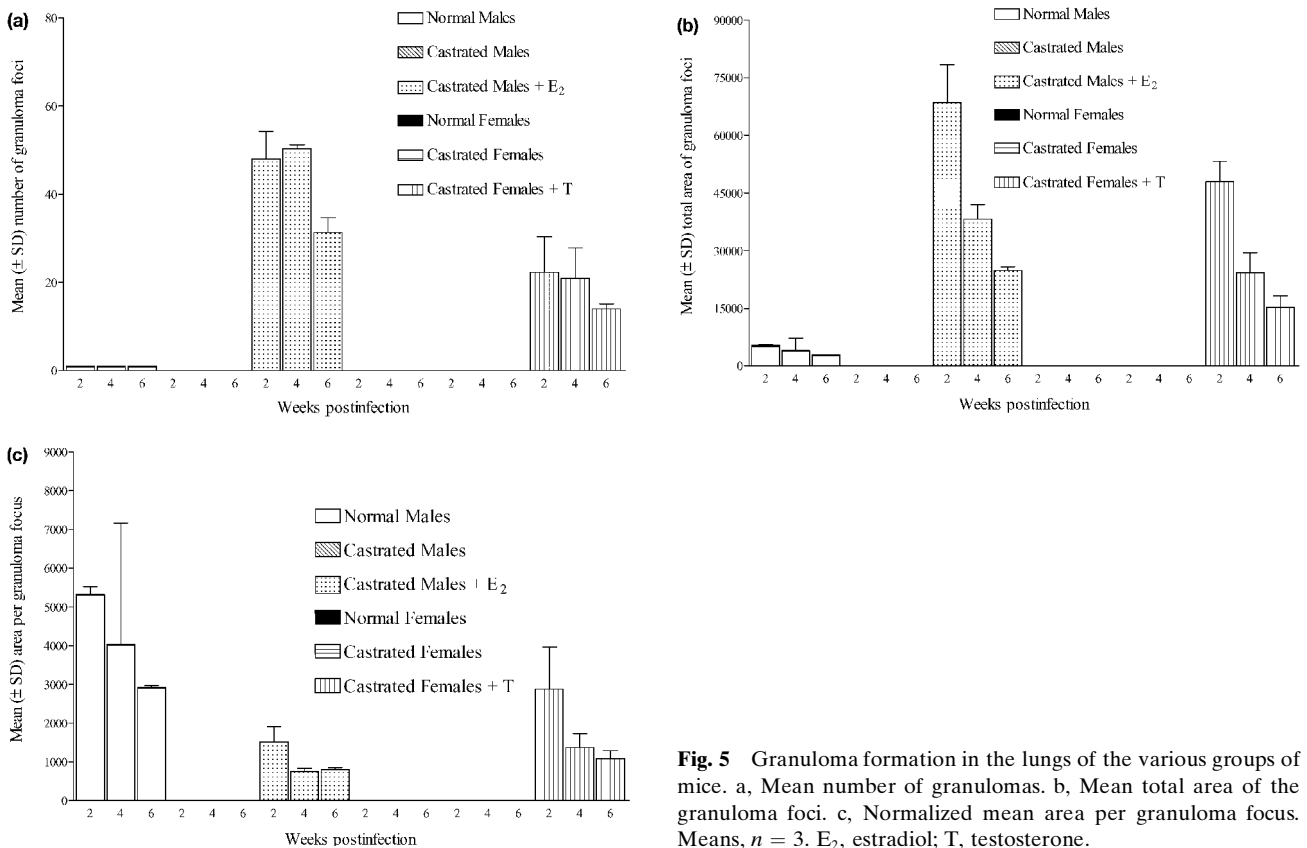 (a)
80
60
40
20
0
Mean (± SD) number of granuloma foci
2 4 6 2 4 6 2 4 6 2 4 6 2 4 6 2 4 6
Weeks postinfection
Normal Males
Castrated Males
Castrated Males + E2
Normal Females
Castrated Females
Castrated Females + T
(b)
90000
75000
60000
45000
30000
15000
0
Mean (± SD) total area of granuloma foci
2 4 6 2 4 6 2 4 6 2 4 6 2 4 6 2 4 6
Weeks postinfection
Normal Males
Castrated Males
Castrated Males + E2
Normal Females
Castrated Females
Castrated Females + T
(c)
9000
8000
7000
6000
5000
4000
3000
2000
1000
0
Mean (± SD) area per granuloma focus
2 4 6 2 4 6 2 4 6 2 4 6 2 4 6 2 4 6
Weeks postinfection
Normal Males
Castrated Males
Castrated Males + E2
Normal Females
Castrated Females
Castrated Females + T
Fig. 5 Granuloma formation in the lungs of the various groups of
mice. a, Mean number of granulomas. b, Mean total area of the
granuloma foci. c, Normalized mean area per granuloma focus.
Means, n = 3. E2, estradiol; T, testosterone.